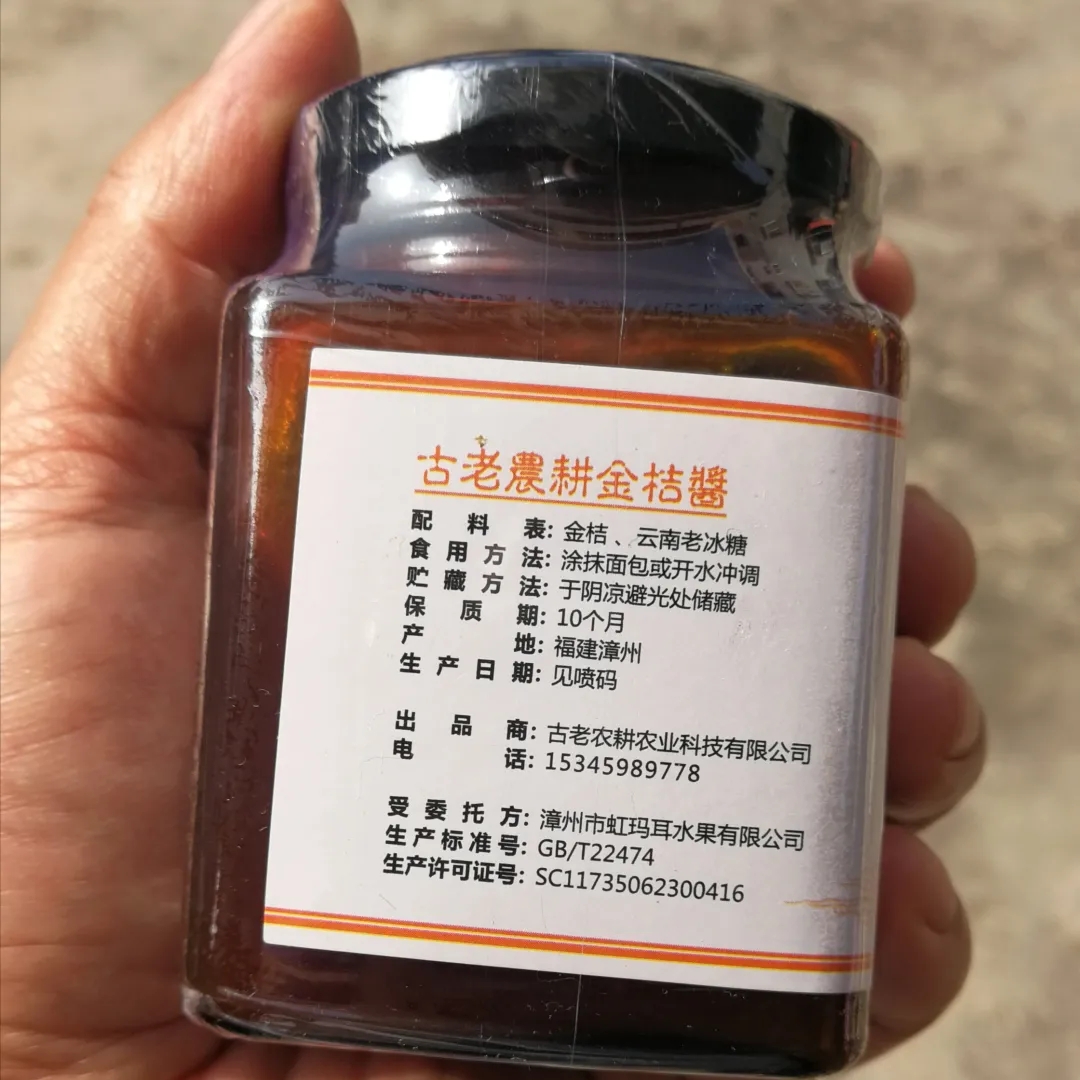 古老農耕金桔醬
配料表：金桔、云南老冰糖
食用方法：涂抹面包或开水冲调
贮藏方法：于阴凉避光处储藏
保质期：10个月
产地：福建漳州
生产日期：见喷码
出品商：古老农耕农业科技有限公司
电话：15345989778
受委托方：漳州市虹玛耳水果有限公司
生产标准号：GB/T22474
生产许可证号：SC11735062300416